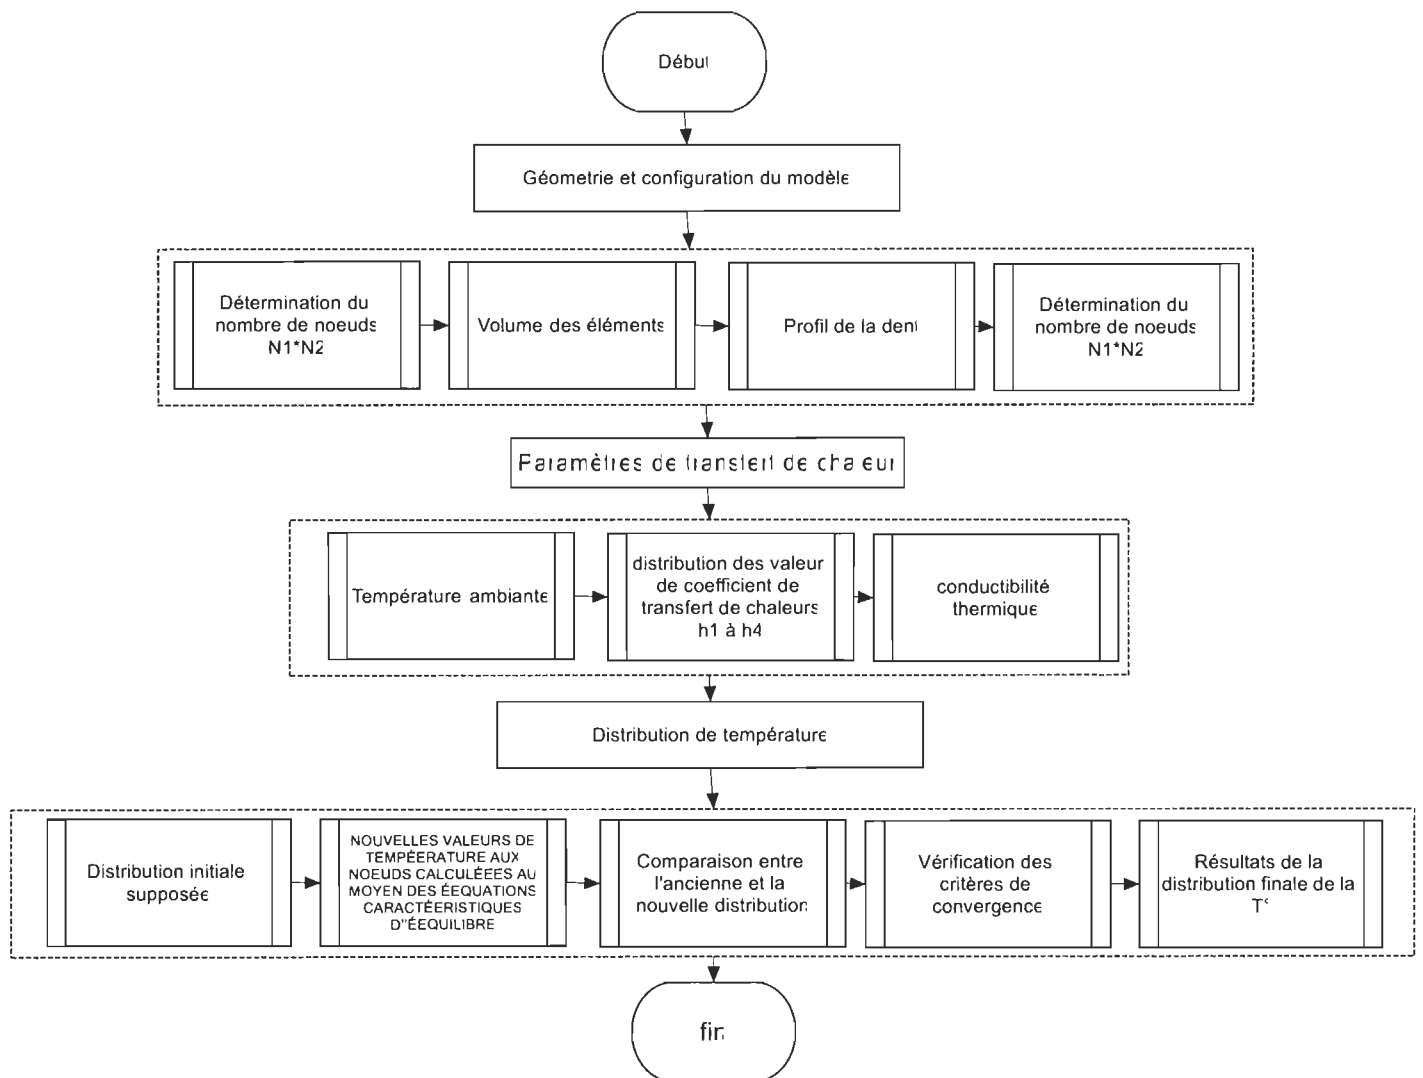 Début
Géometrie et configuration du modèle
Détermination du
nombre de noeuds
N1*N2
Volume des éléments
Profil de la dent
Détermination du
nombre de noeuds
N1*N2
Paramètres de transfert de chaleur
Température ambiante
distribution des valeur
de coefficient de
transfert de chaleurs
h1 à h4
conductibilité
thermique
Distribution de température
Distribution initiale
supposée
NOUVELLES VALEURS DE
TEMPÉERATURE AUX
NOEUDS CALCULÉEES AU
MOYEN DES ÉEQUATIONS
CARACTÉERISTIQUES
D''ÉEQUILIBRE
Comparaison entre
l'ancienne et la
nouvelle distribution
Vérification des
critères de
convergence
Résultats de la
distribution finale de la
T°
fin